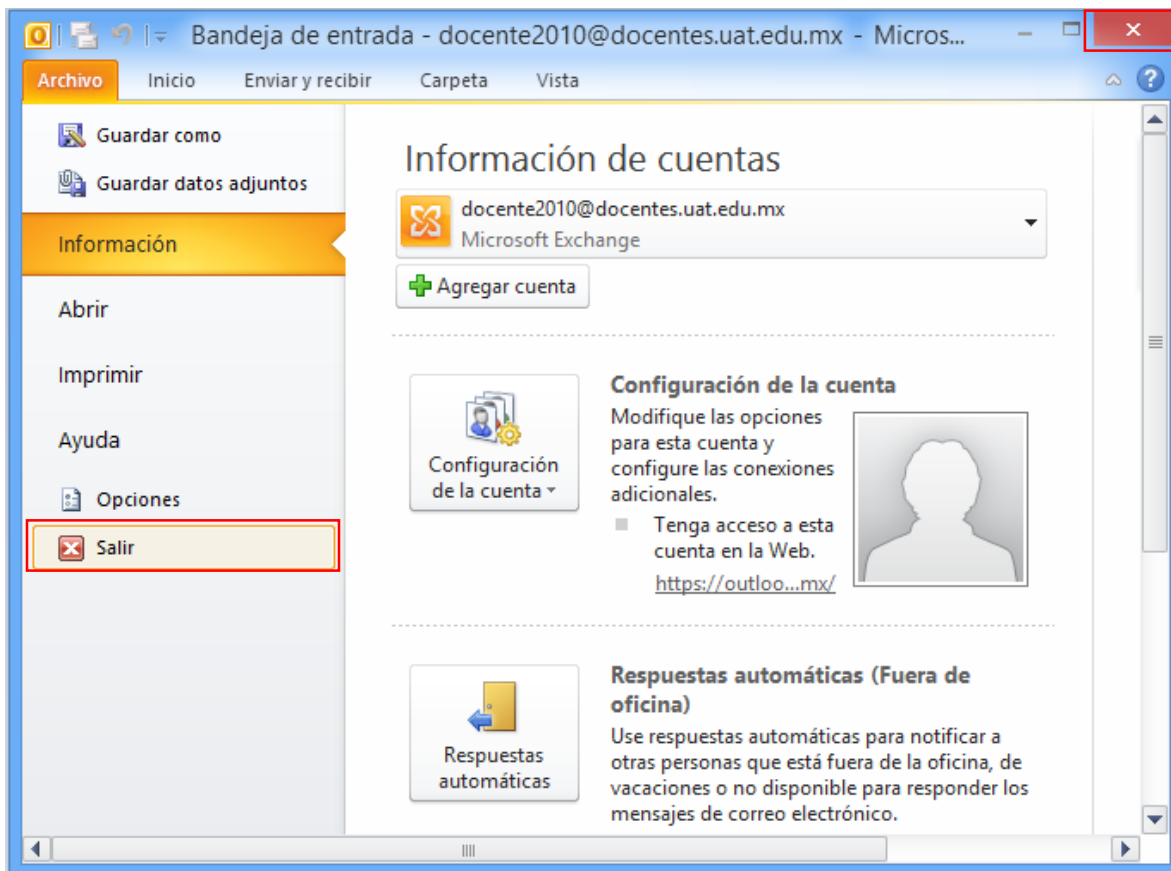 Bandeja de entrada - docente2010@docentes.uat.edu.mx - Micros...
Archivo Inicio Enviar y recibir Carpeta Vista
Guardar como
Guardar datos adjuntos
Información
Abrir
Imprimir
Ayuda
Opciones
Salir
Información de cuentas
docente2010@docentes.uat.edu.mx
Microsoft Exchange
Agregar cuenta
Configuración
de la cuenta
Configuración de la cuenta
Modifique las opciones
para esta cuenta y
configure las conexiones
adicionales.
Tenga acceso a esta
cuenta en la Web.
https://outloo...mx/
Respuestas
automáticas
Respuestas automáticas (Fuera de
oficina)
Use respuestas automáticas para notificar a
otras personas que está fuera de la oficina, de
vacaciones o no disponible para responder los
mensajes de correo electrónico.